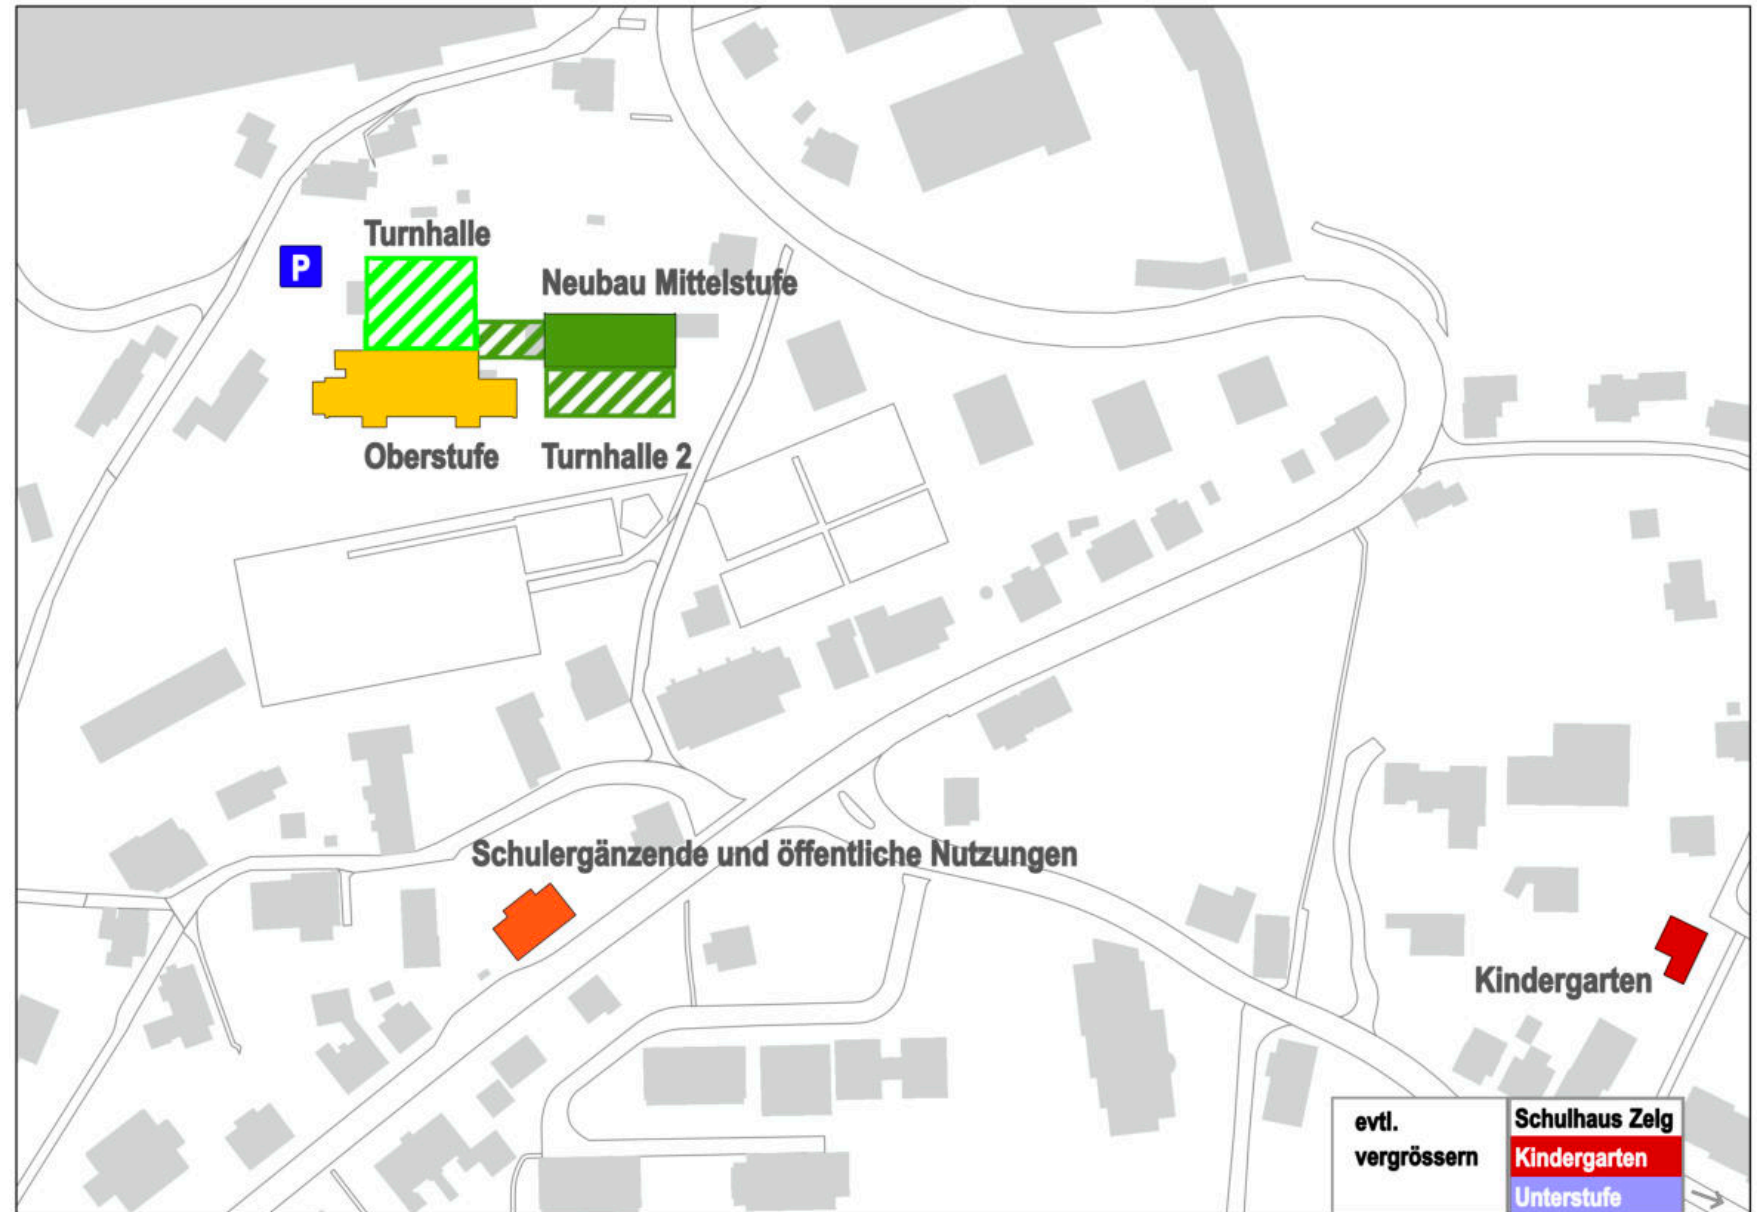 Turnhalle
P
Neubau Mittelstufe
Oberstufe
Turnhalle 2
Schulergänzende und öffentliche Nutzungen
Kindergarten
evtl.
vergrössern
Schulhaus Zelg
Kindergarten
Unterstufe